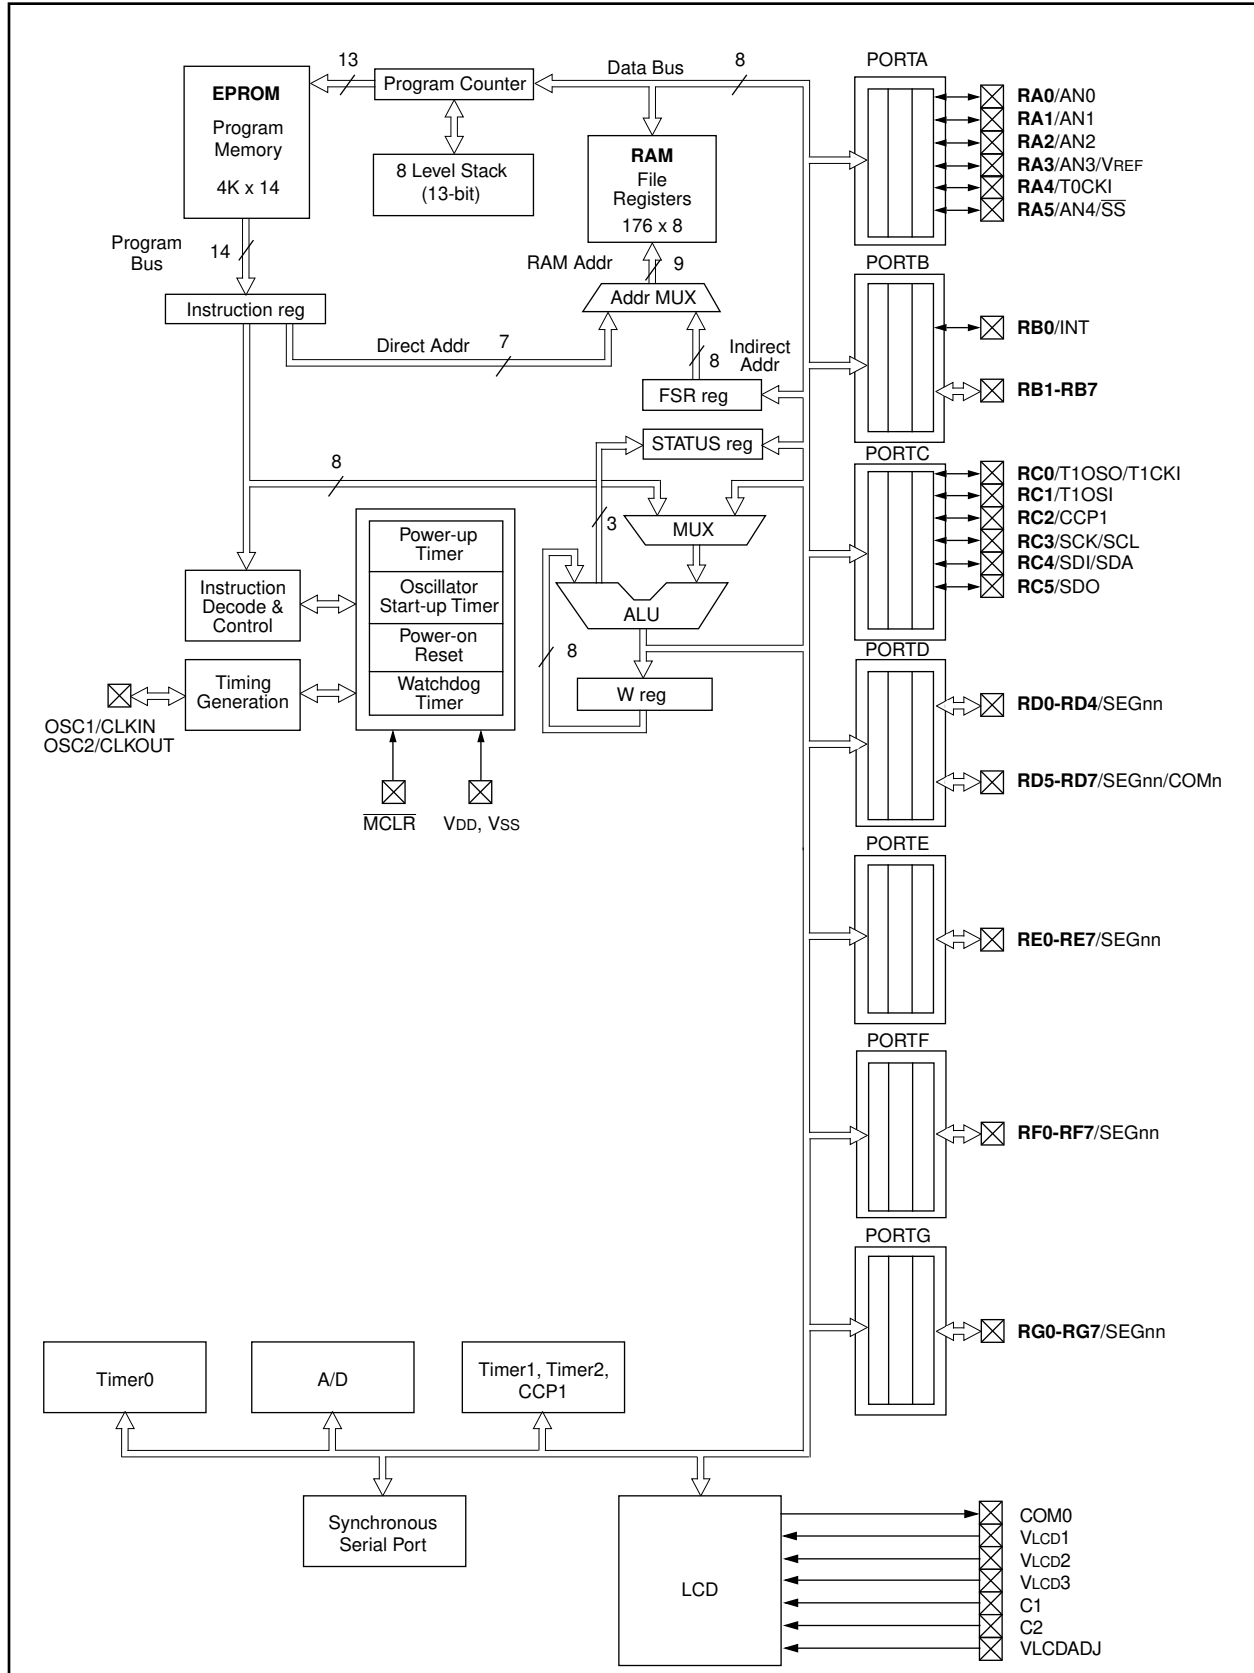 EPROM
Program
Memory
4K x 14
13
Program Counter
Data Bus
8
8 Level Stack
(13-bit)
RAM
File
Registers
176 x 8
Program
Bus
14
RAM Addr
9
Instruction reg
Addr MUX
Direct Addr
7
8
Indirect
Addr
FSR reg
STATUS reg
8
3
MUX
Power-up
Timer
Oscillator
Start-up Timer
Power-on
Reset
Watchdog
Timer
Instruction
Decode &
Control
ALU
8
W reg
Timing
Generation
OSC1/CLKIN
OSC2/CLKOUT
MCLR
VDD, VSS
PORTA
RA0/AN0
RA1/AN1
RA2/AN2
RA3/AN3/VREF
RA4/T0CKI
RA5/AN4/SS
PORTB
RB0/INT
RB1-RB7
PORTC
RC0/T1OSO/T1CKI
RC1/T1OSI
RC2/CCP1
RC3/SCK/SCL
RC4/SDI/SDA
RC5/SDO
PORTD
RD0-RD4/SEGnn
RD5-RD7/SEGnn/COMn
PORTE
RE0-RE7/SEGnn
PORTF
RF0-RF7/SEGnn
PORTG
RG0-RG7/SEGnn
Timer0
A/D
Timer1, Timer2,
CCP1
Synchronous
Serial Port
LCD
COM0
VLCD1
VLCD2
VLCD3
C1
C2
VLCDADJ